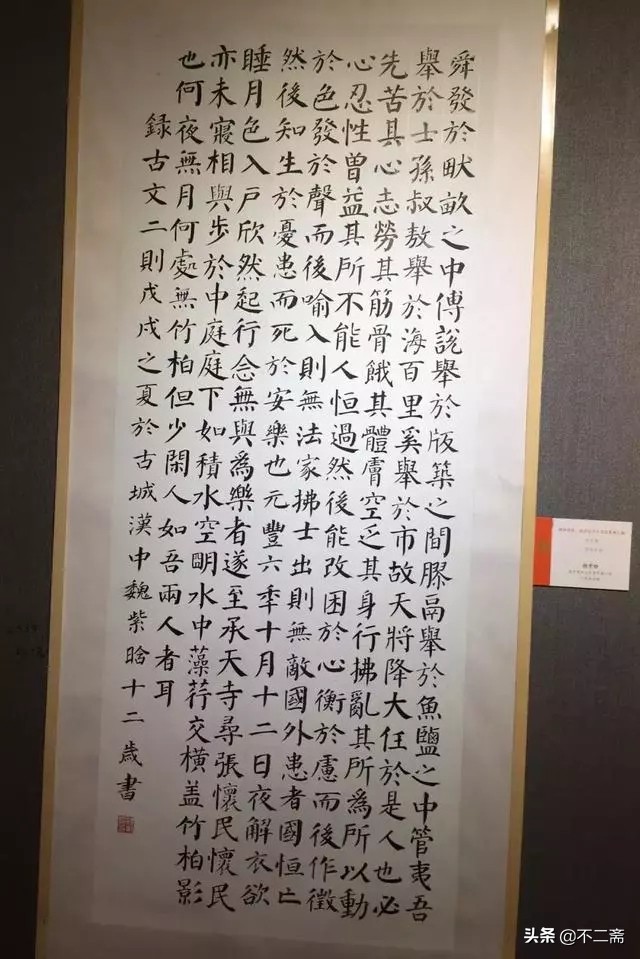 舜發於畎畝之中傅說舉於版築之間膠鬲舉於魚鹽之中管夷吾
舉於士孫叔敖舉於海百里奚舉於市故天將降大任於是人也必
先苦其心志勞其筋骨餓其體膚空乏其身行拂亂其所為所以動
心忍性曾益其所不能人恒過然後能改困於心衡於慮而後作徵
於色發於聲而後喻入則無法家拂士出則無敵國外患者國恒亡
然後知生於憂患而死於安樂也元豐六秊十月十二日夜解衣欲
睡月色入戶欣然起行念無與為樂者遂至承天寺尋張懷民懷民
亦未寢相與步於中庭庭下如積水空明水中藻荇交橫盖竹柏影
也何夜無月何處無竹柏但少閑人如吾兩人者耳
錄古文二則戊戌之夏於古城漢中魏紫晗十二歲書
头条 @不二斋